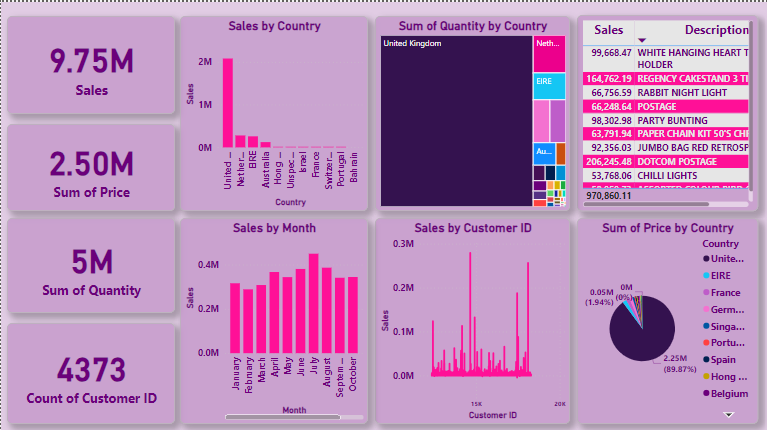 9.75M
Sales
2.50M
Sum of Price
5M
Sum of Quantity
4373
Count of Customer ID
Sales by Country
Sales
2M
1M
0M
United ...
Nether...
EIRE
Australia
Hong ...
Unspec...
Israel
France
Switzer...
Portugal
Bahrain
Country
Sum of Quantity by Country
United Kingdom
Neth...
EIRE
Au...
Sales Description
99,668.47 WHITE HANGING HEART T
HOLDER
164,762.19 REGENCY CAKESTAND 3 TI
66,756.59 RABBIT NIGHT LIGHT
66,248.64 POSTAGE
98,302.98 PARTY BUNTING
63,791.94 PAPER CHAIN KIT 50'S CH
92,356.03 JUMBO BAG RED RETROSP
206,245.48 DOTCOM POSTAGE
53,768.06 CHILLI LIGHTS
970,860.11
Sales by Month
Sales
0.4M
0.2M
0.0M
January
February
March
April
May
June
July
August
Septem...
October
Month
Sales by Customer ID
Sales
0.3M
0.2M
0.1M
0.0M
15K
20K
Customer ID
Sum of Price by Country
Country
Unite...
EIRE
France
Germ...
Singa...
Portu...
Spain
Hong ...
Belgium
0.05M
(1.94%)
0M
(0%)
2.25M
(89.87%)